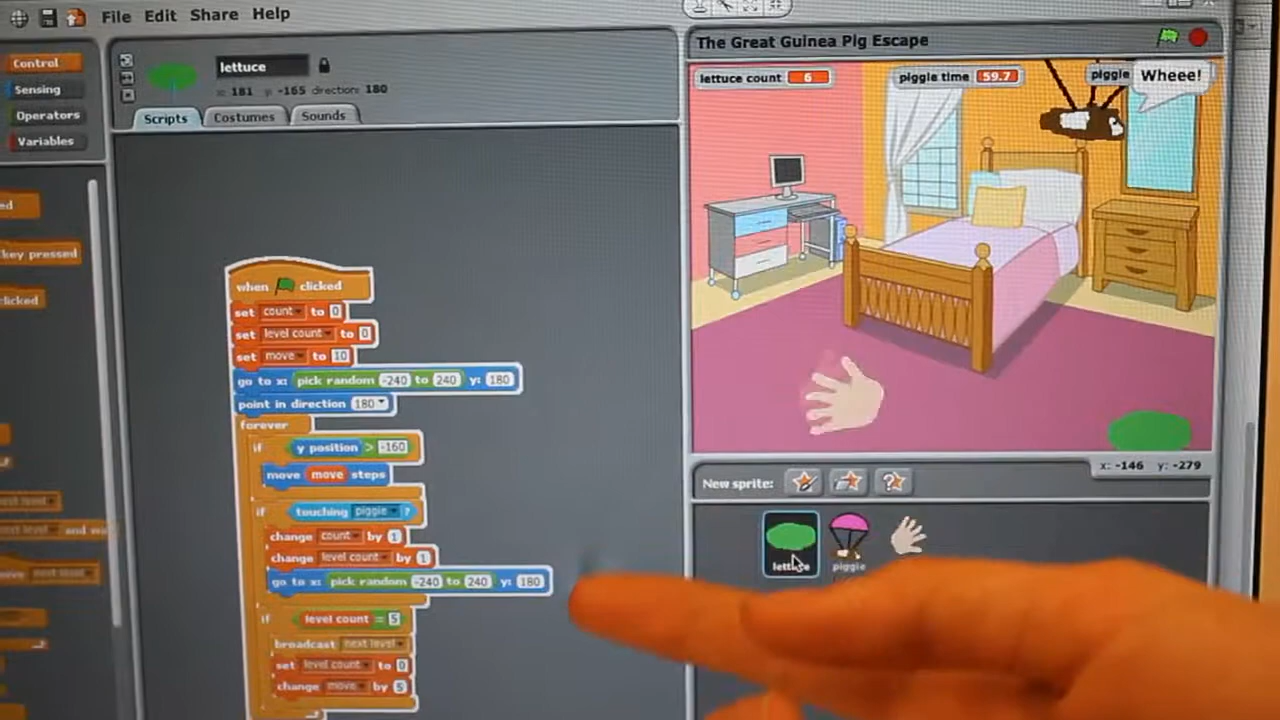 File Edit Share Help
Control
Sensing
Operators
Variables
key pressed
lettuce
x: 181 y: -165 direction: 180
Scripts Costumes Sounds
when clicked
set count to 0
set level count to 0
set move to 10
go to x: pick random -240 to 240 y: 180
point in direction 180
forever
if y position > -160
move move steps
if touching piggie ?
change count by 1
change level count by 1
go to x: pick random -240 to 240 y: 180
if level count = 5
broadcast next level
set level count to 0
change move by 5
The Great Guinea Pig Escape
lettuce count 6
piggie time 59.7
piggie
Wheee!
x: -146 y: -279
New sprite:
lettuce
piggie